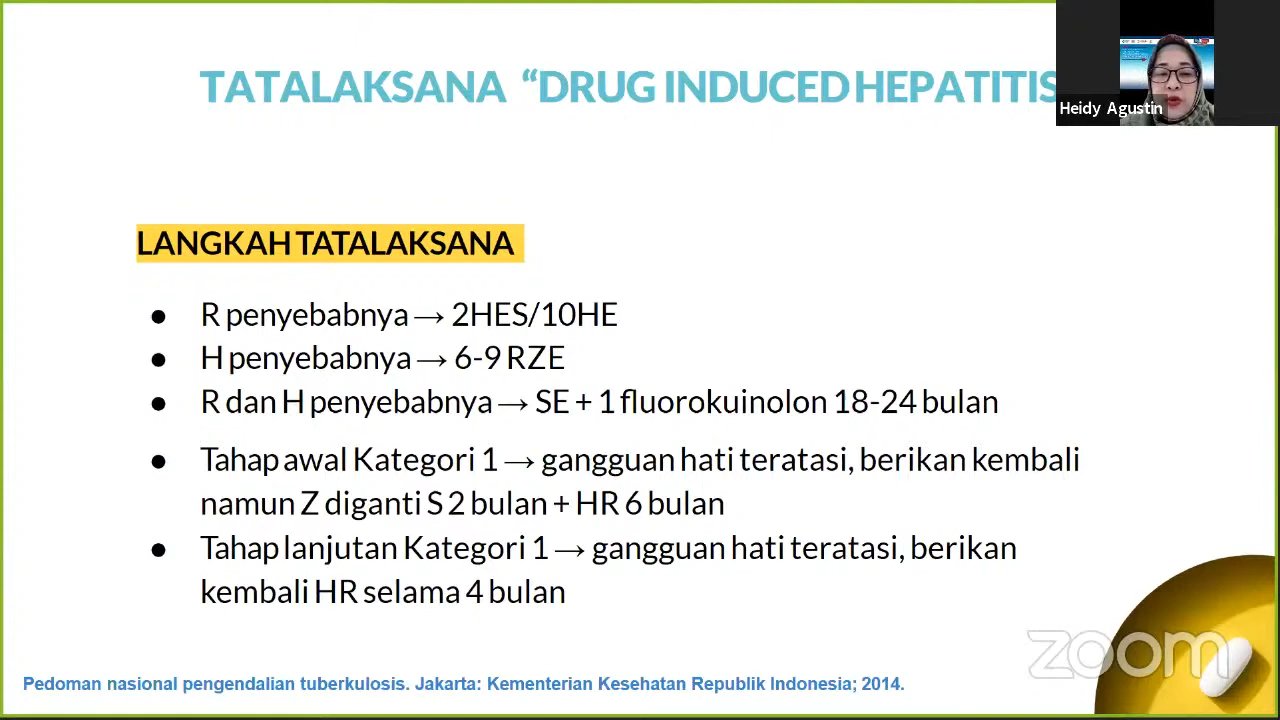 TATALAKSANA “DRUG INDUCED HEPATITIS
Heidy Agustin
LANGKAH TATALAKSANA
● R penyebabnya → 2HES/10HE
● H penyebabnya → 6-9 RZE
● R dan H penyebabnya → SE + 1 fluorokuinolon 18-24 bulan
● Tahap awal Kategori 1 → gangguan hati teratasi, berikan kembali
namun Z diganti S 2 bulan + HR 6 bulan
● Tahap lanjutan Kategori 1 → gangguan hati teratasi, berikan
kembali HR selama 4 bulan
zoom
Pedoman nasional pengendalian tuberkulosis. Jakarta: Kementerian Kesehatan Republik Indonesia; 2014.